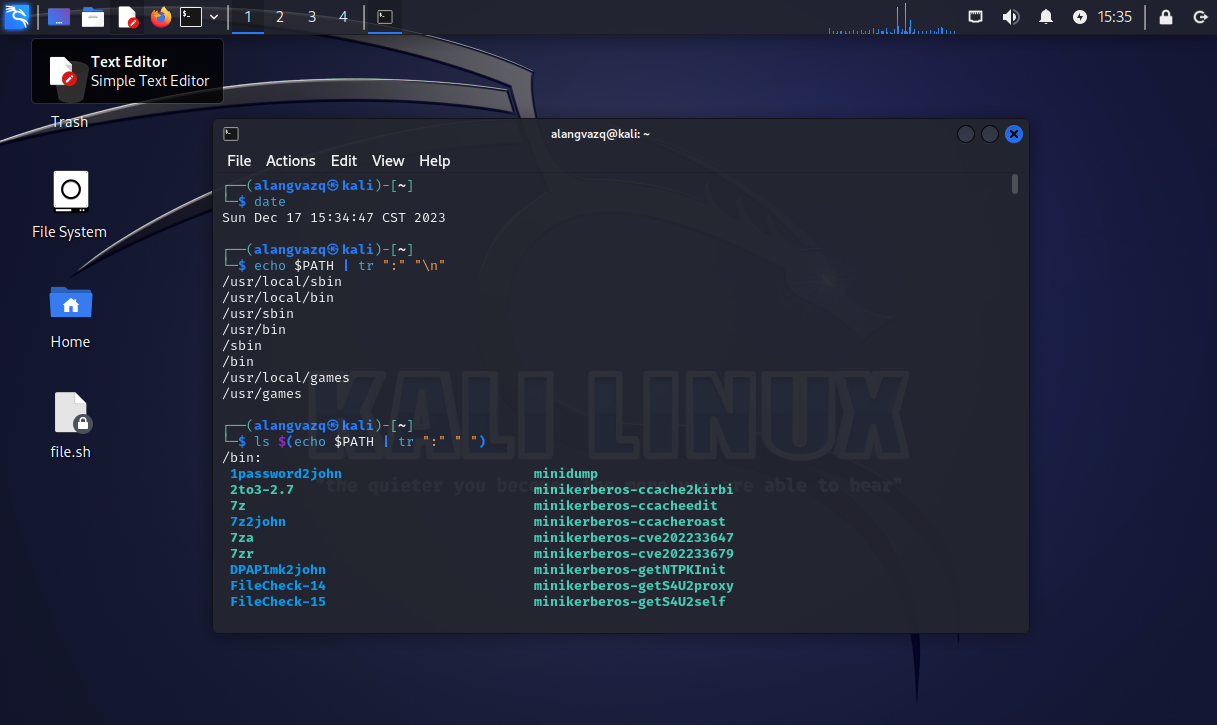 1 2 3 4 15:35
Text Editor
Simple Text Editor
Trash
File System
Home
file.sh
alangvazq@kali: ~
File Actions Edit View Help
┌──(alangvazq㉿kali)-[~]
└─$ date
Sun Dec 17 15:34:47 CST 2023
┌──(alangvazq㉿kali)-[~]
└─$ echo $PATH | tr ":" "\n"
/usr/local/sbin
/usr/local/bin
/usr/sbin
/usr/bin
/sbin
/bin
/usr/local/games
/usr/games
┌──(alangvazq㉿kali)-[~]
└─$ ls $(echo $PATH | tr ":" " ")
/bin:
1password2john minidump
2to3-2.7 minikerberos-ccache2kirbi
7z minikerberos-ccacheedit
7z2john minikerberos-ccacheroast
7za minikerberos-cve202233647
7zr minikerberos-cve202233679
DPAPImk2john minikerberos-getNTPKInit
FileCheck-14 minikerberos-getS4U2proxy
FileCheck-15 minikerberos-getS4U2self
KALI LINUX
"the quieter you become, the more you are able to hear"